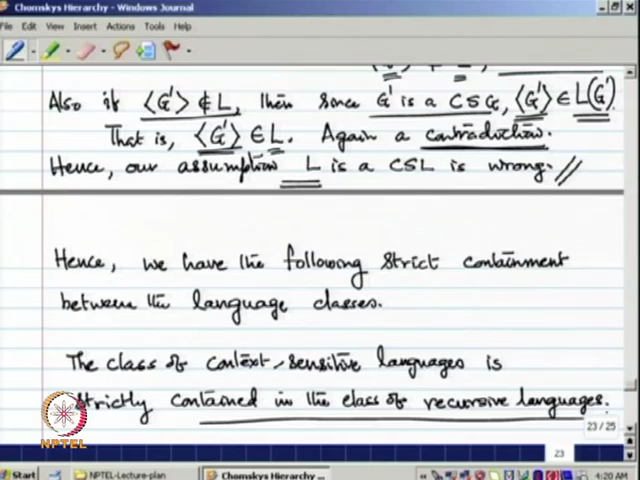 Chomskys Hierarchy - Windows Journal
File Edit View Insert Actions Tools Help
Also if ⟨G'⟩ ∉ L, Then since G' is a CSG, ⟨G'⟩ ∈ L(G')
That is, ⟨G'⟩ ∈ L. Again a contradiction.
Hence, our assumption L is a CSL is wrong. //
Hence, we have the following strict containment
between the language classes.
The class of context-sensitive languages is
strictly contained in the class of recursive languages.
NPTEL
23 / 25
23
Start NPTEL-Lecture-plan Chomskys Hierarchy - ... 4:20 AM